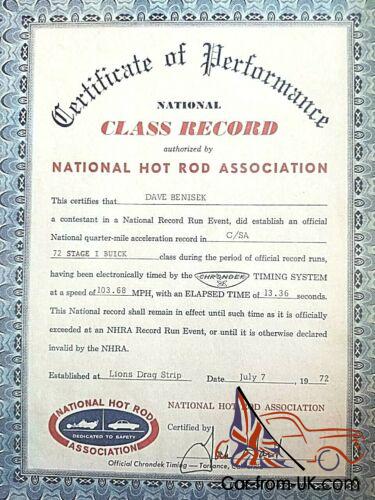 Certificate of Performance
NATIONAL
CLASS RECORD
authorized by
NATIONAL HOT ROD ASSOCIATION
This certifies that DAVE BENISEK
a contestant in a National Record Run Event, did establish an official
National quarter-mile acceleration record in C/SA
72 STAGE I BUICK class during the period of official record runs,
having been electronically timed by the CHRONDEK TIMING SYSTEM
at a speed of 103.68 MPH, with an ELAPSED TIME of 13.36 seconds.
This National record shall remain in effect until such time as it is officially
exceeded at an NHRA Record Run Event, or until it is otherwise declared
invalid by the NHRA.
Established at Lions Drag Strip Date July 7 1972
NATIONAL HOT ROD
DEDICATED TO SAFETY
ASSOCIATION
NATIONAL HOT ROD ASSOCIATION
Certified by
Official Chrondek Timing — Torrance,
Car-from-UK.com